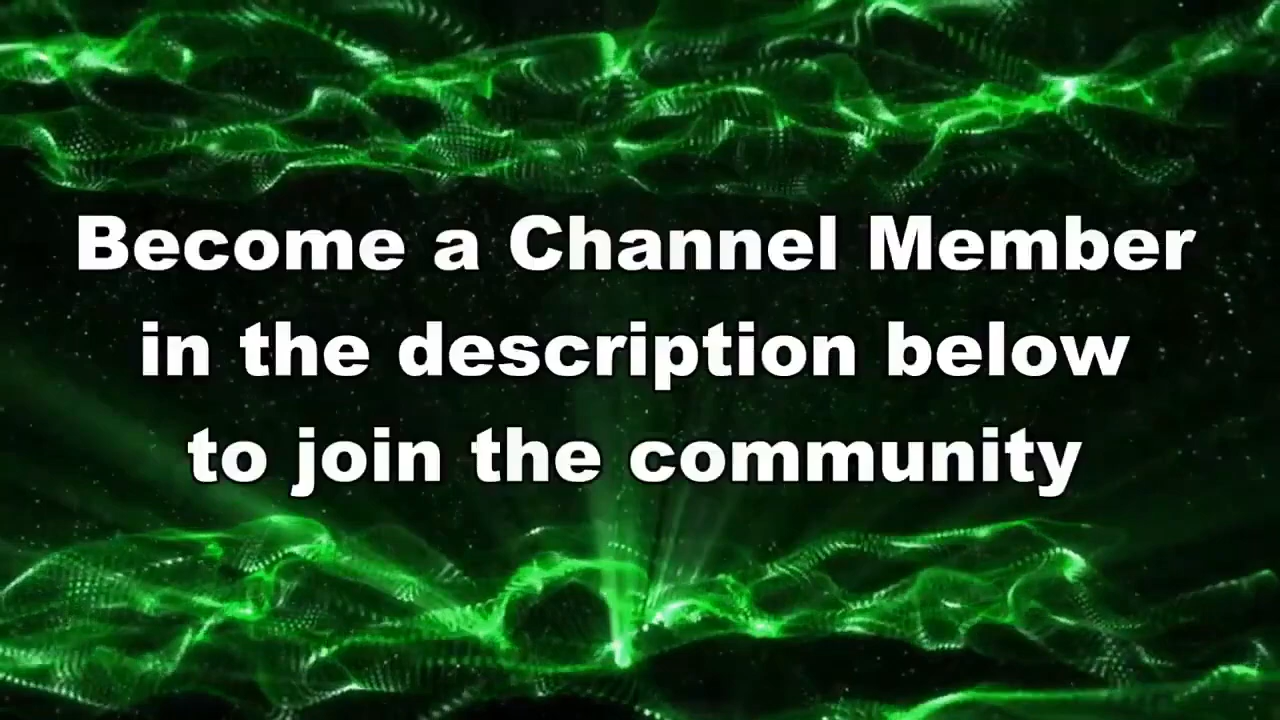 Become a Channel Member
in the description below
to join the community